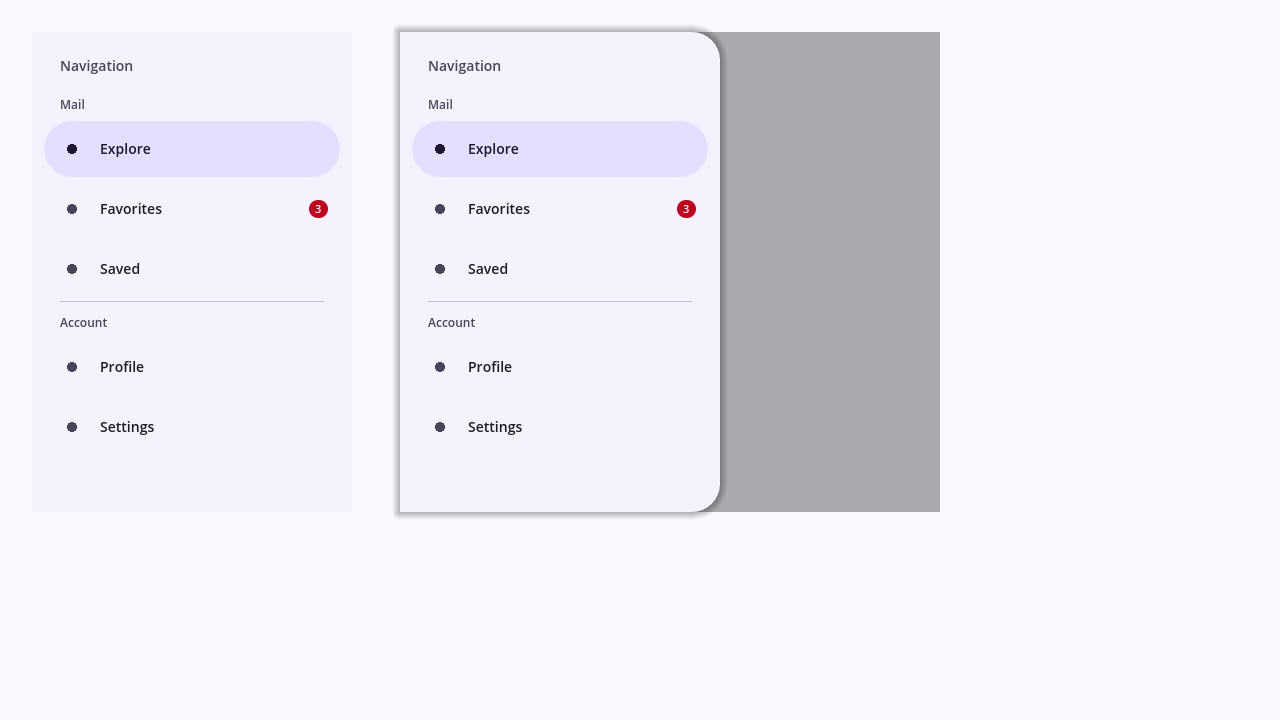 Navigation
Mail
Explore
Favorites 3
Saved
Account
Profile
Settings
Navigation
Mail
Explore
Favorites 3
Saved
Account
Profile
Settings